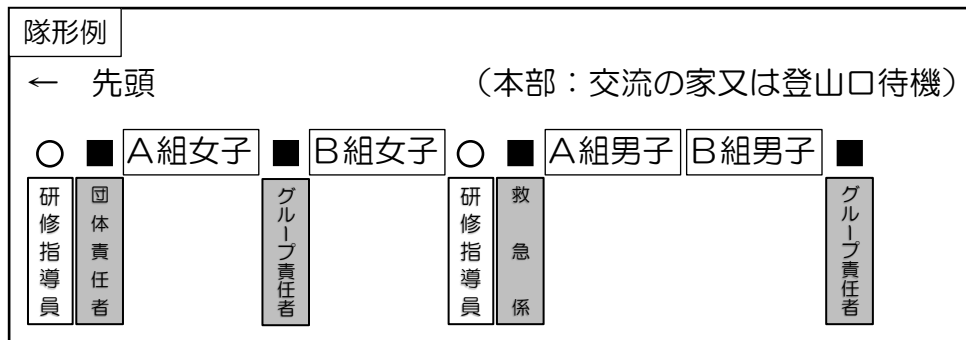 隊形例
← 先頭 （本部：交流の家又は登山口待機）
○ ■ A組女子 ■ B組女子 ○ ■ A組男子 B組男子 ■
研修指導員
団体責任者
グループ責任者
研修指導員
救急係
グループ責任者